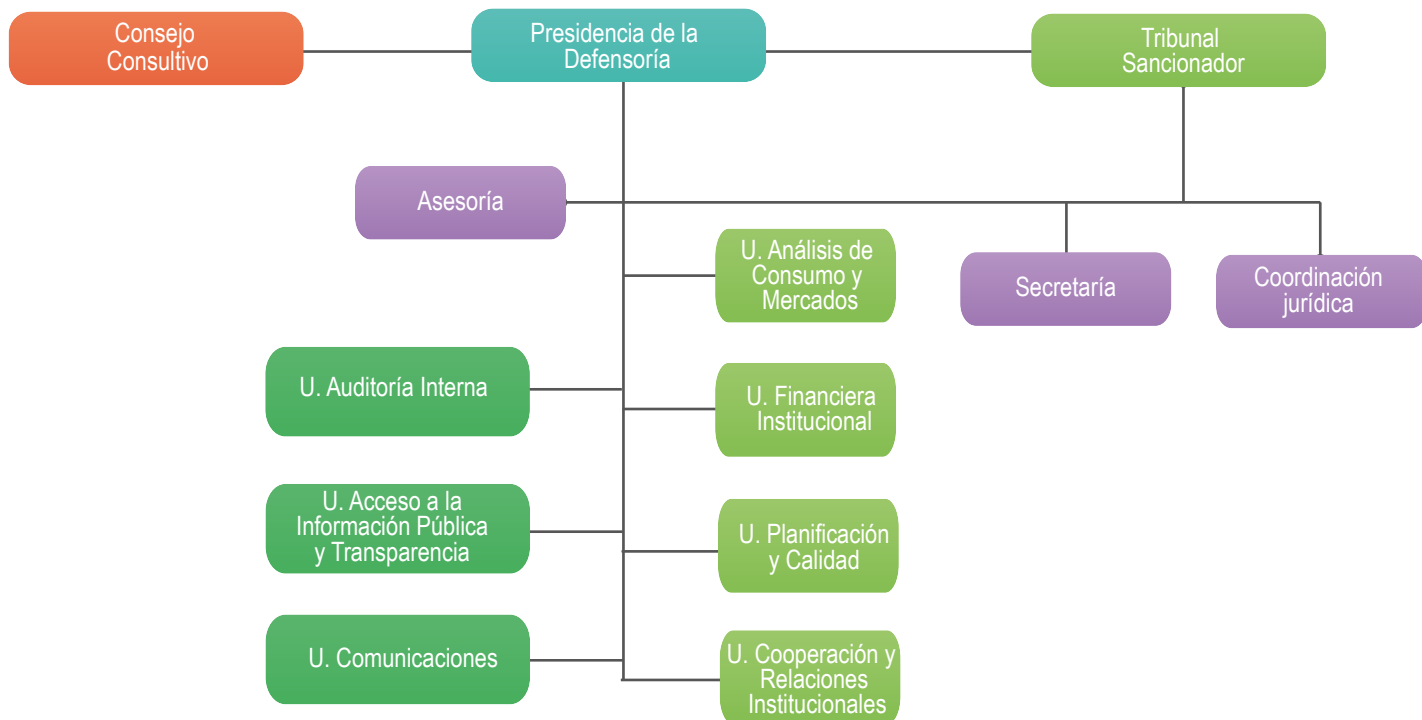 Consejo
Consultivo
Presidencia de la
Defensoría
Tribunal
Sancionador
Asesoría
U. Análisis de
Consumo y
Mercados
Secretaría
Coordinación
jurídica
U. Auditoría Interna
U. Financiera
Institucional
U. Acceso a la
Información Pública
y Transparencia
U. Planificación
y Calidad
U. Comunicaciones
U. Cooperación y
Relaciones
Institucionales